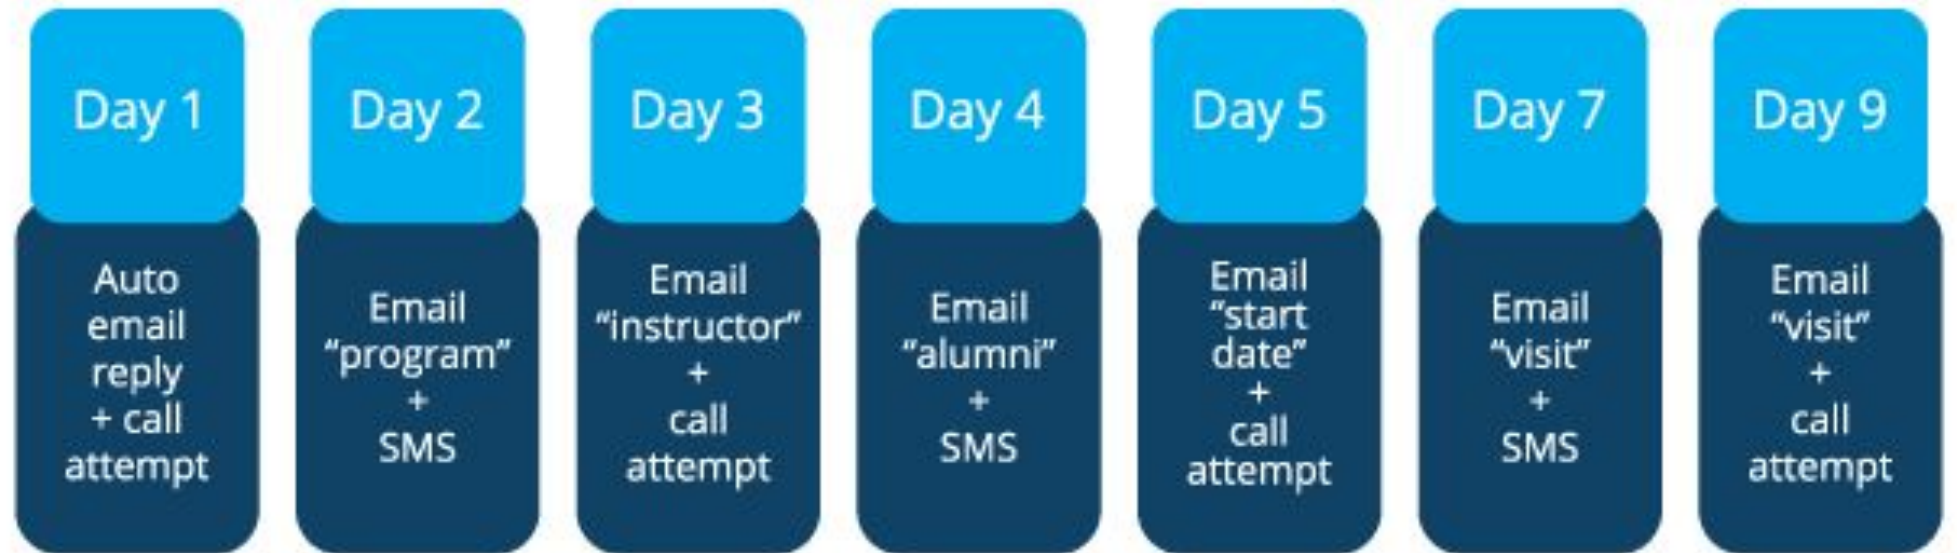 Day 1
Auto
email
reply
+ call
attempt
Day 2
Email
“program”
+
SMS
Day 3
Email
“instructor”
+
call
attempt
Day 4
Email
“alumni”
+
SMS
Day 5
Email
“start
date”
+
call
attempt
Day 7
Email
“visit”
+
SMS
Day 9
Email
“visit”
+
call
attempt